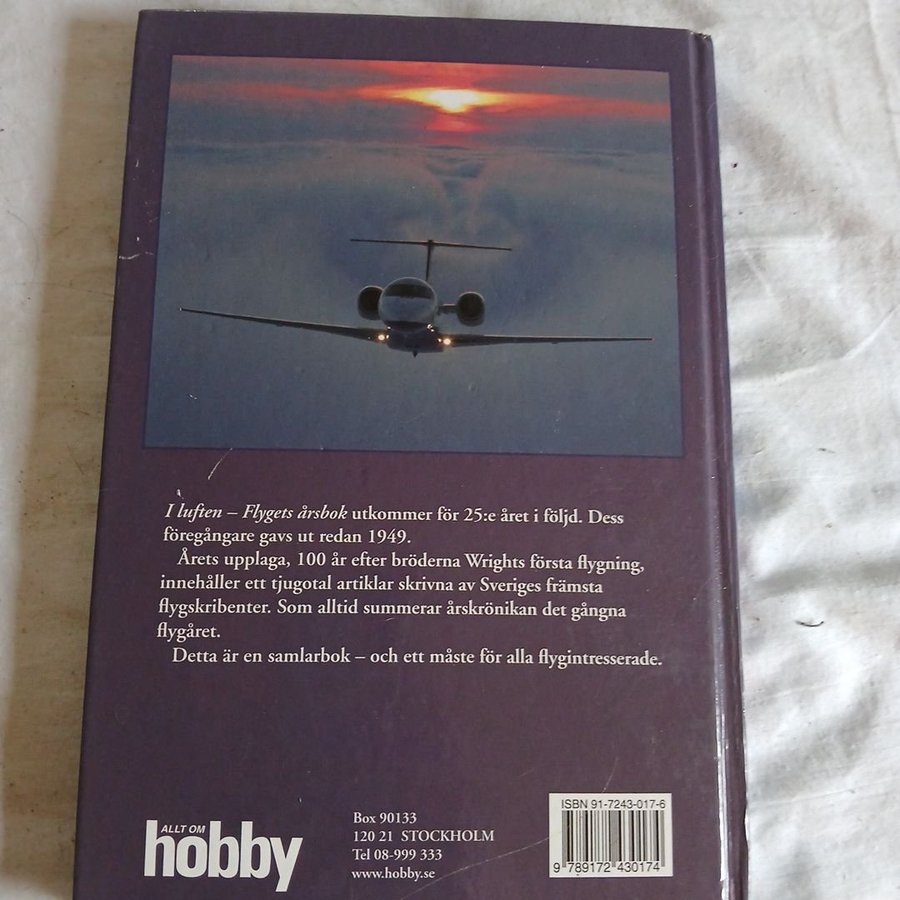 I luften – Flygets årsbok utkommer för 25:e året i följd. Dess
föregångare gavs ut redan 1949.
Årets upplaga, 100 år efter bröderna Wrights första flygning,
innehåller ett tjugotal artiklar skrivna av Sveriges främsta
flygskribenter. Som alltid summerar årskrönikan det gångna
flygåret.
Detta är en samlarbok – och ett måste för alla flygintresserade.
ALLT OM
hobby
Box 90133
120 21 STOCKHOLM
Tel 08-999 333
www.hobby.se
ISBN 91-7243-017-6
9 789172 430174